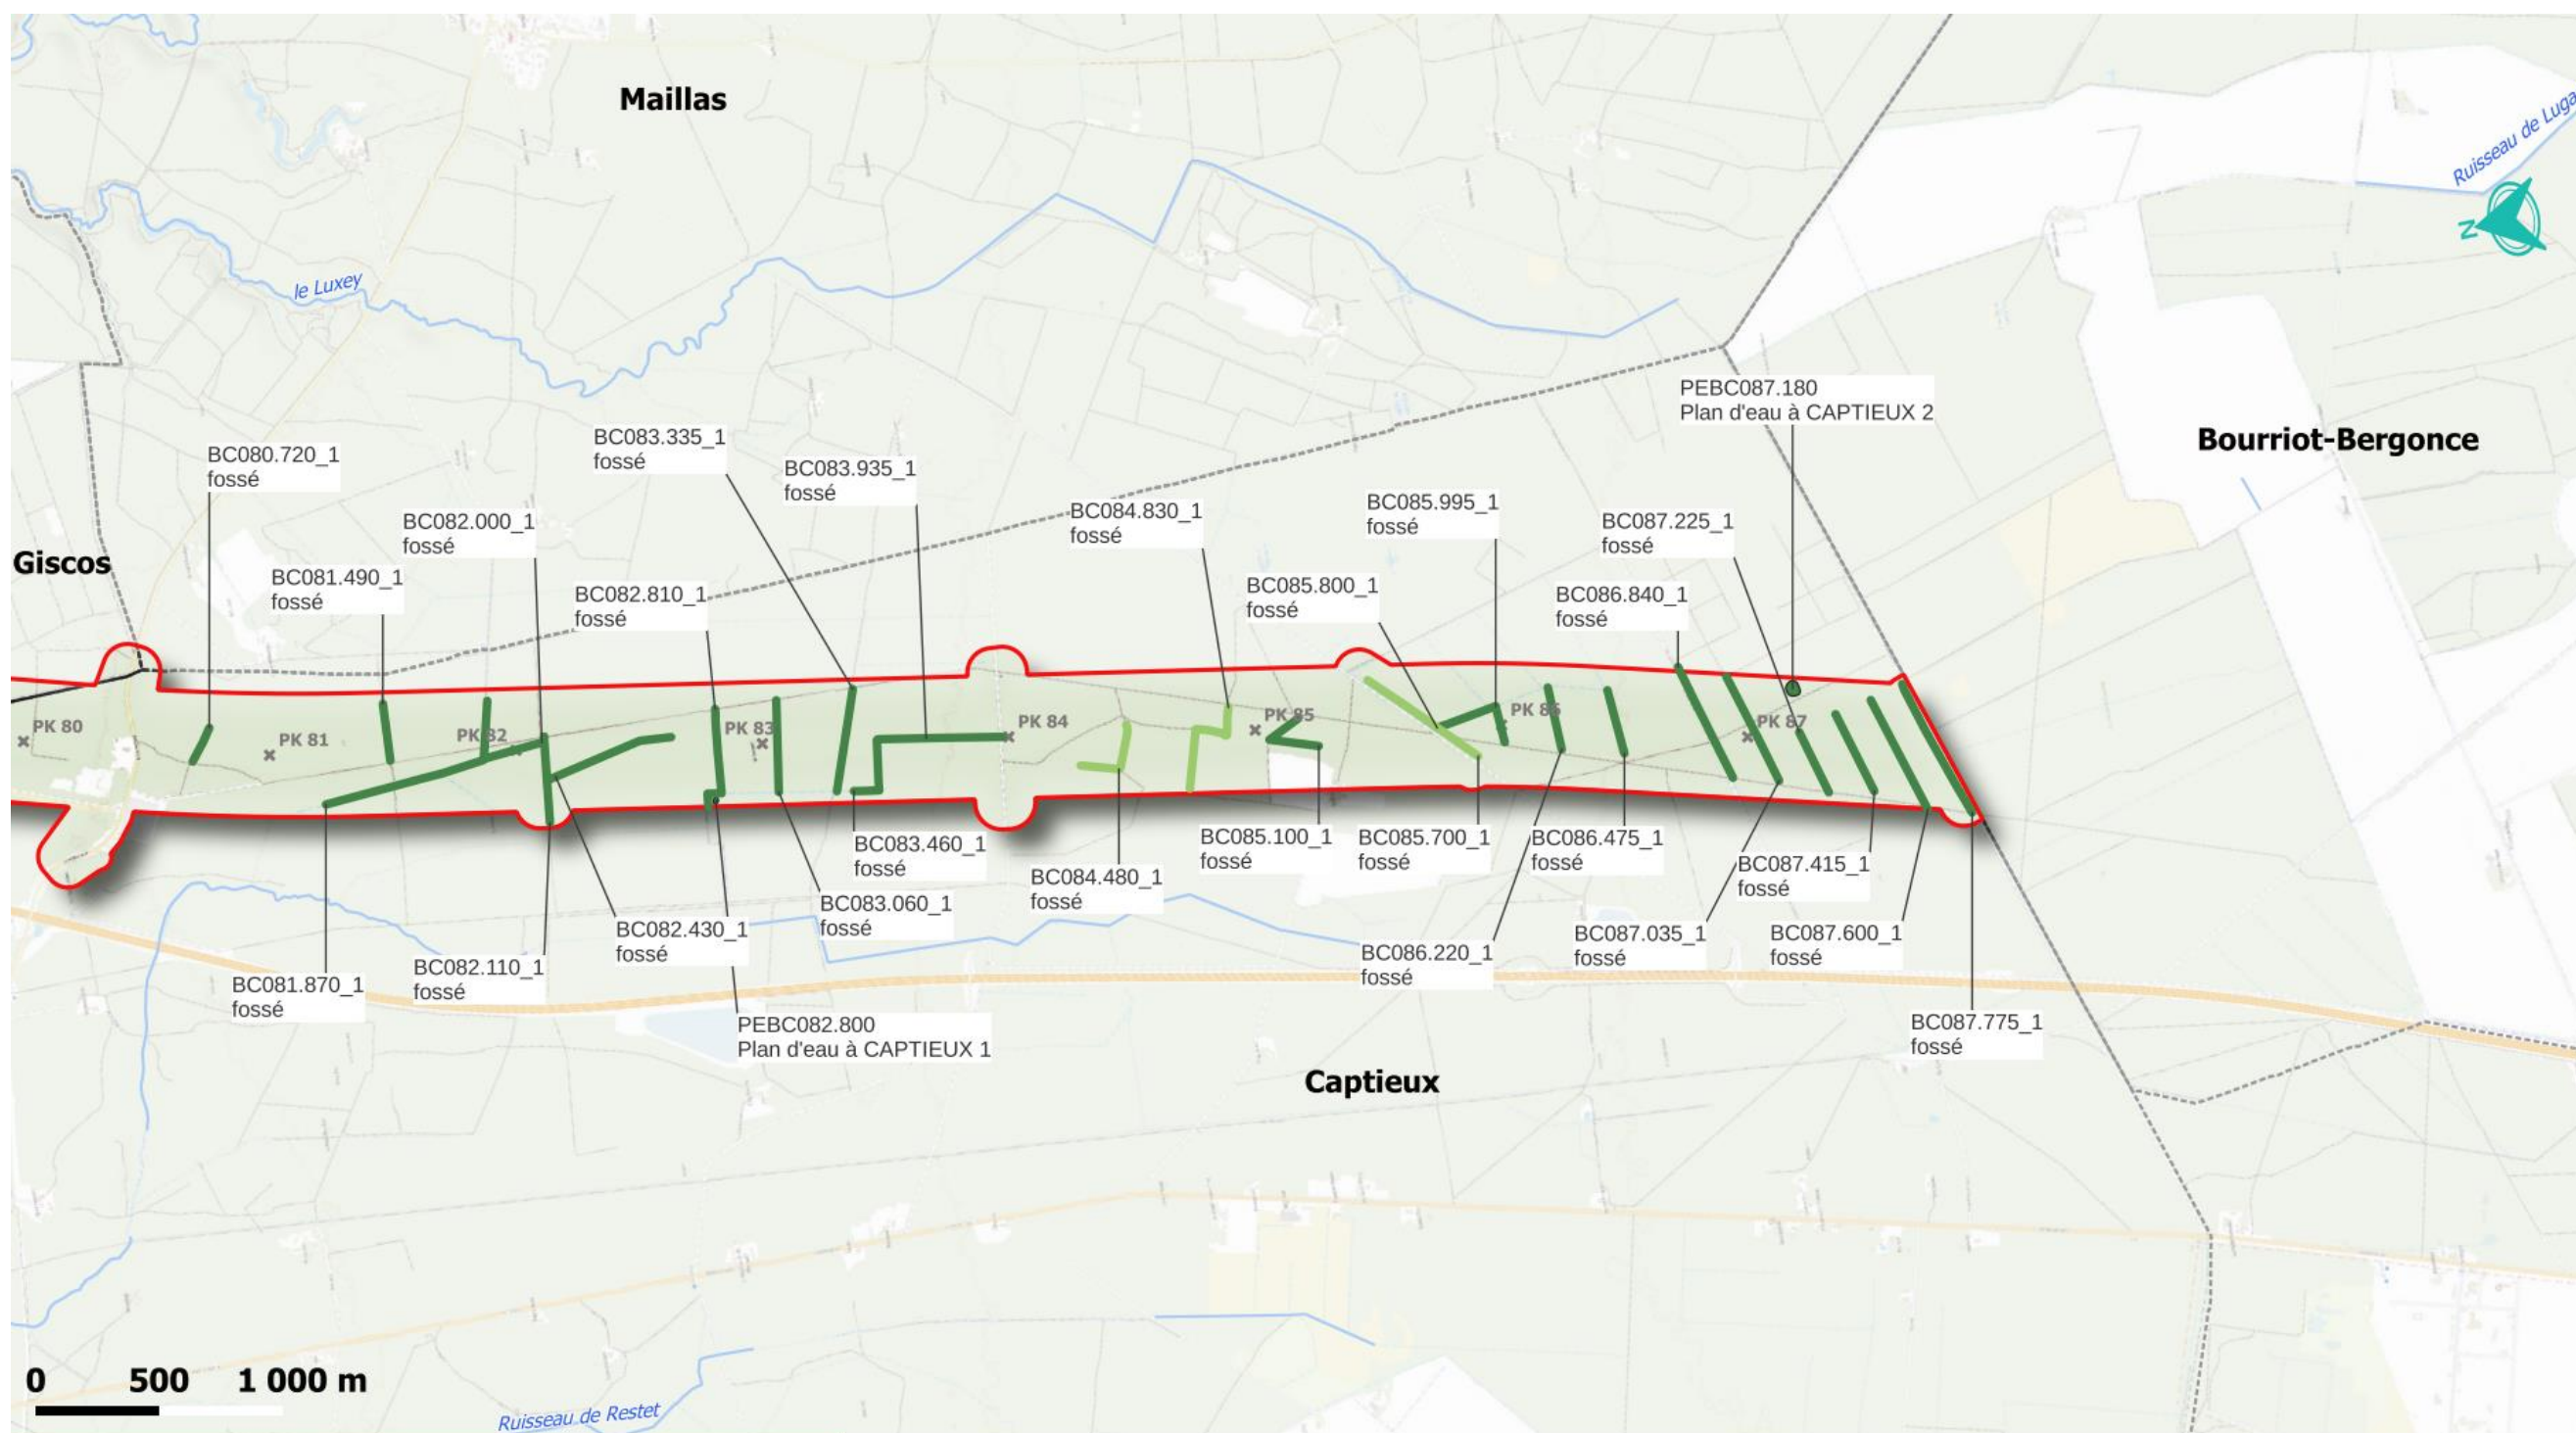 Maillas
Ruisseau de Luga
N
le Luxey
PEBC087.180
Plan d'eau à CAPTIEUX 2
Bourriot-Bergonce
BC083.335_1
fossé
BC080.720_1
fossé
BC083.935_1
fossé
BC082.000_1
fossé
BC084.830_1
fossé
BC085.995_1
fossé
BC087.225_1
fossé
Giscos
BC081.490_1
fossé
BC082.810_1
fossé
BC085.800_1
fossé
BC086.840_1
fossé
PK 80
PK 81
PK 82
PK 83
PK 84
PK 85
PK 86
PK 87
BC083.460_1
fossé
BC084.480_1
fossé
BC085.100_1
fossé
BC085.700_1
fossé
BC086.475_1
fossé
BC087.415_1
fossé
BC083.060_1
fossé
BC082.430_1
fossé
BC086.220_1
fossé
BC087.035_1
fossé
BC087.600_1
fossé
BC081.870_1
fossé
BC082.110_1
fossé
PEBC082.800
Plan d'eau à CAPTIEUX 1
BC087.775_1
fossé
Captieux
0 500 1 000 m
Ruisseau de Restet